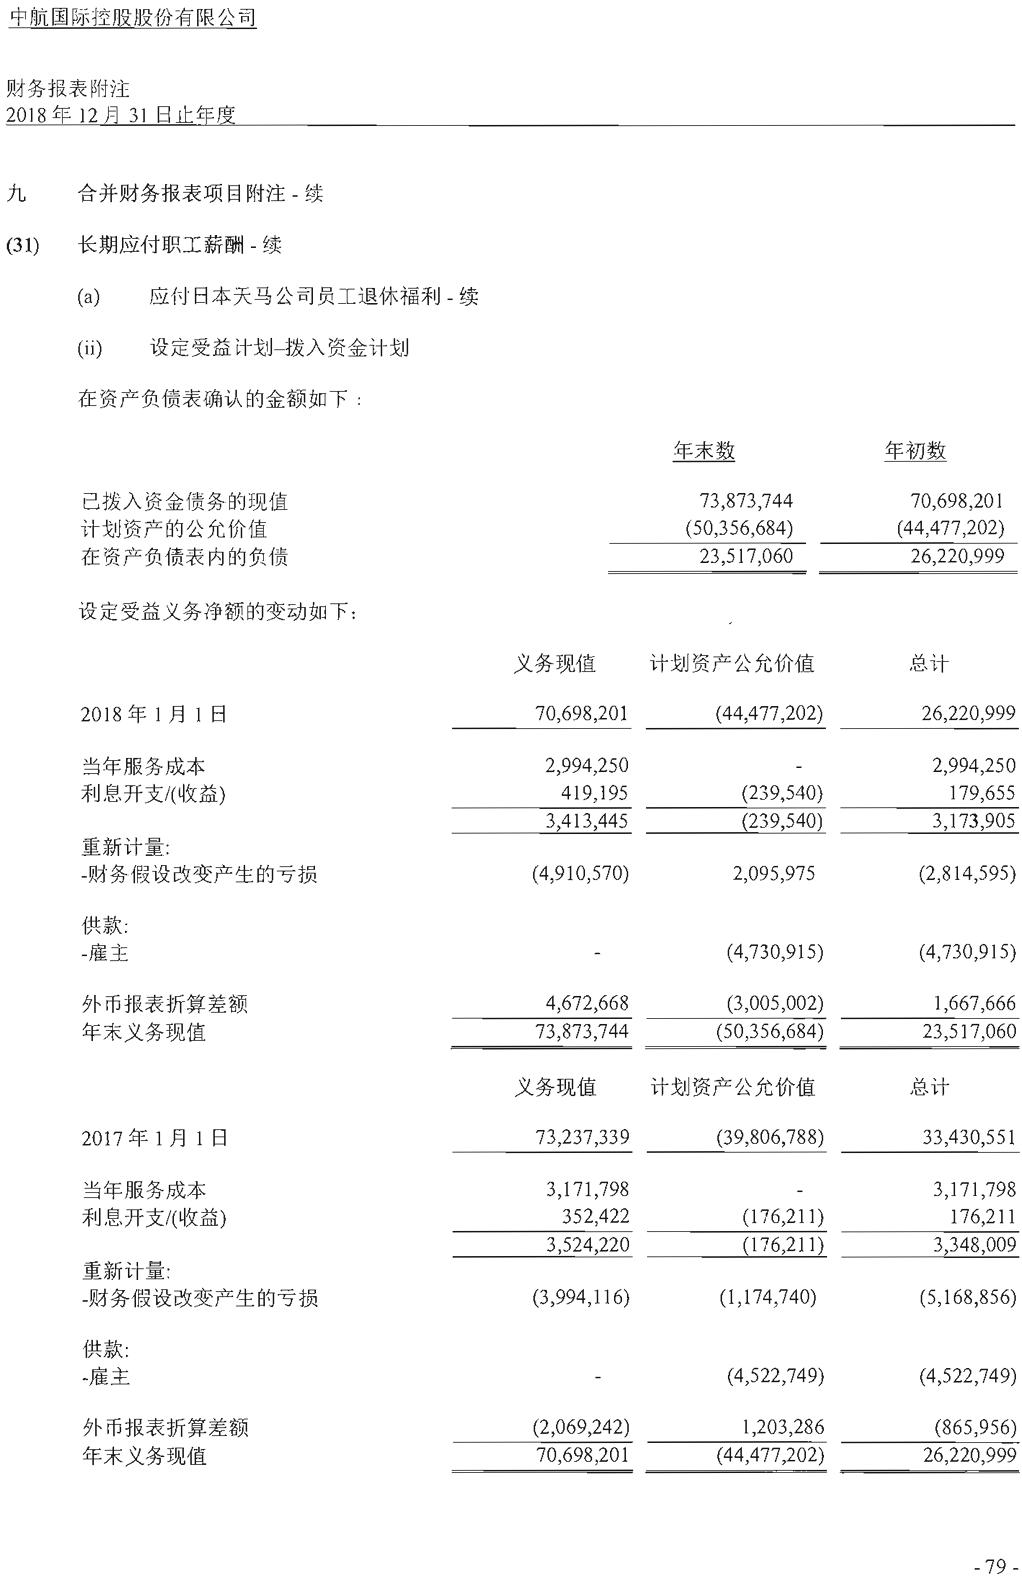 中航国际控股股份有限公司
财务报表附注
2018 年 12 月 31 日止年度
九 合并财务报表项目附注 - 续
(31) 长期应付职工薪酬 - 续
(a) 应付日本天马公司员工退休福利 - 续
(ii) 设定受益计划–拨入资金计划
在资产负债表确认的金额如下：
年末数 年初数
已拨入资金债务的现值 73,873,744 70,698,201
计划资产的公允价值 (50,356,684) (44,477,202)
在资产负债表内的负债 23,517,060 26,220,999
设定受益义务净额的变动如下:
义务现值 计划资产公允价值 总计
2018 年 1 月 1 日 70,698,201 (44,477,202) 26,220,999
当年服务成本 2,994,250 - 2,994,250
利息开支/(收益) 419,195 (239,540) 179,655
3,413,445 (239,540) 3,173,905
重新计量:
-财务假设改变产生的亏损 (4,910,570) 2,095,975 (2,814,595)
供款:
-雇主 - (4,730,915) (4,730,915)
外币报表折算差额 4,672,668 (3,005,002) 1,667,666
年末义务现值 73,873,744 (50,356,684) 23,517,060
义务现值 计划资产公允价值 总计
2017 年 1 月 1 日 73,237,339 (39,806,788) 33,430,551
当年服务成本 3,171,798 - 3,171,798
利息开支/(收益) 352,422 (176,211) 176,211
3,524,220 (176,211) 3,348,009
重新计量:
-财务假设改变产生的亏损 (3,994,116) (1,174,740) (5,168,856)
供款:
-雇主 - (4,522,749) (4,522,749)
外币报表折算差额 (2,069,242) 1,203,286 (865,956)
年末义务现值 70,698,201 (44,477,202) 26,220,999
- 79 -